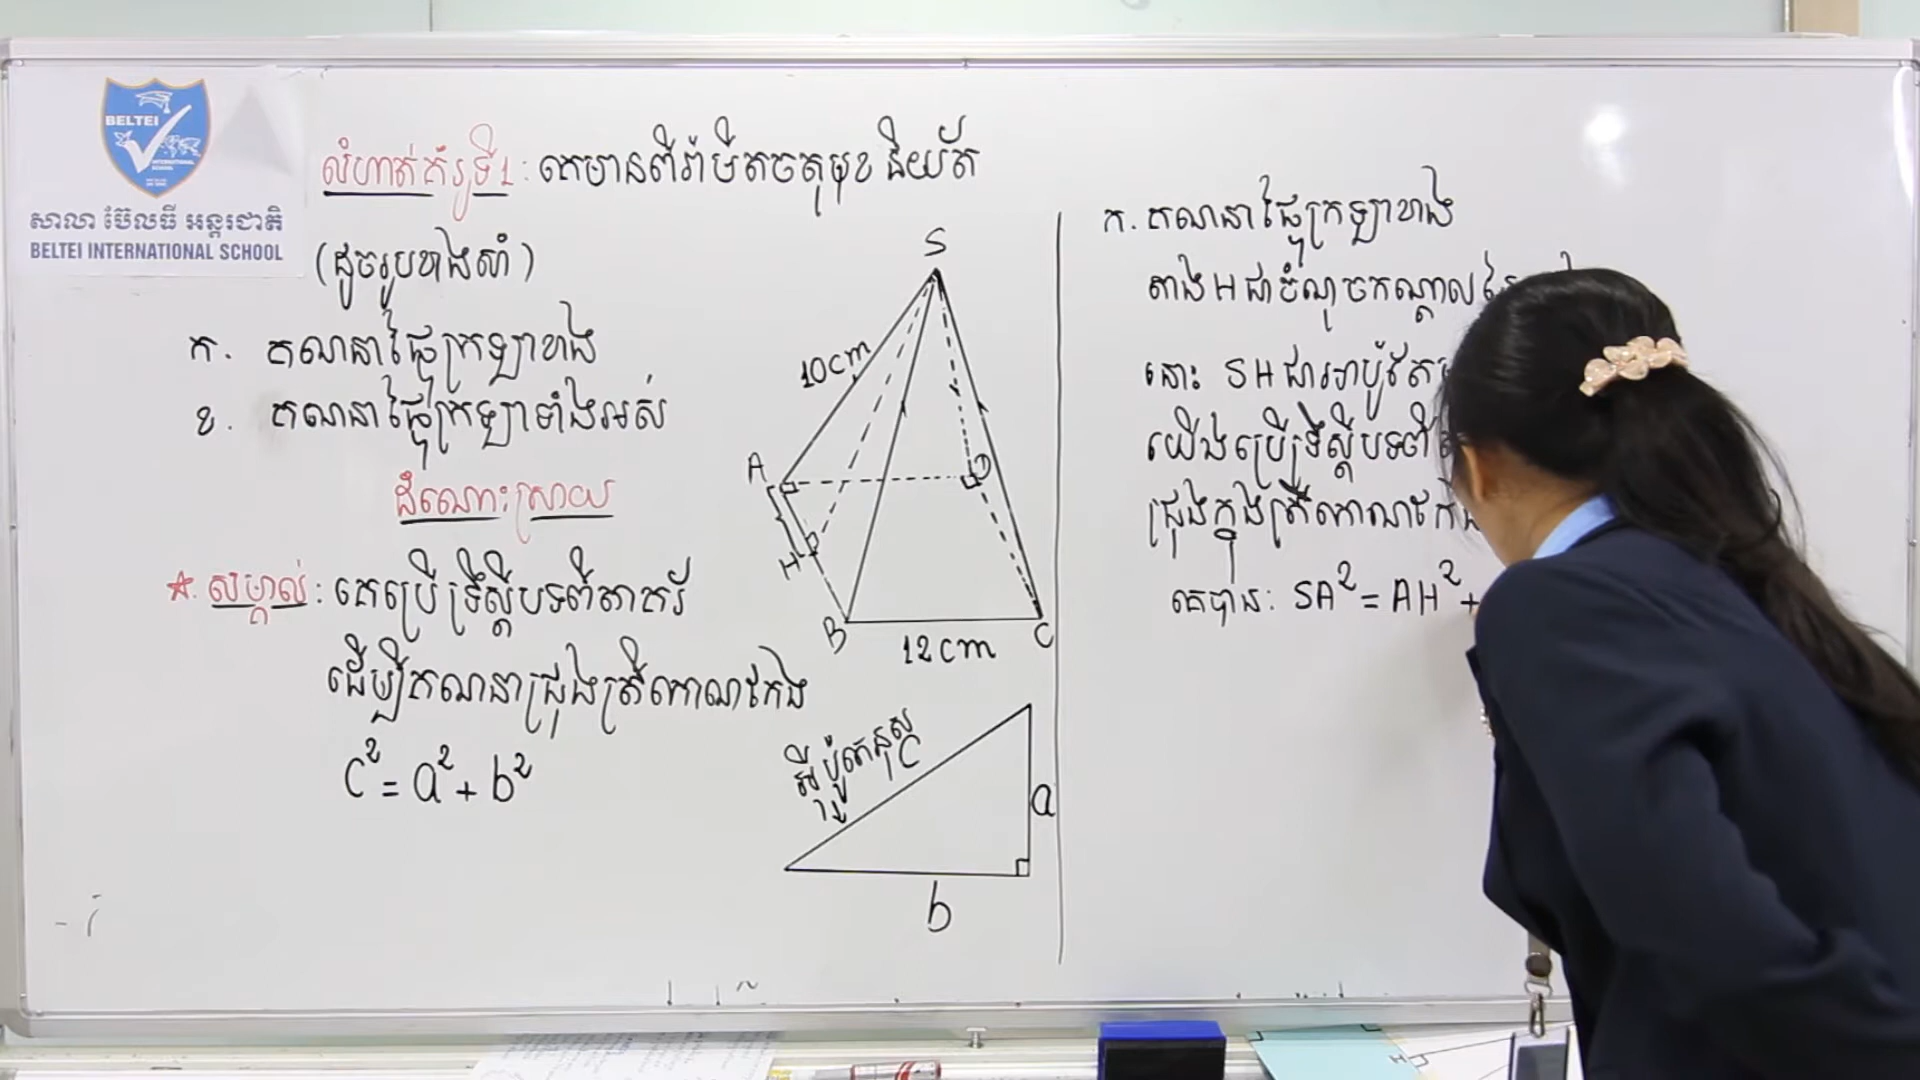 BELTEI
INTERNATIONAL
SCHOOL
សាលា ប៊ែលធី អន្តរជាតិ
BELTEI INTERNATIONAL SCHOOL
លំហាត់គំរូទី1 : គេមានពីរ៉ាមីតចតុមុខ និយ័ត
(ដូចរូបខាងសាំ)
ក. គណនាផ្ទៃក្រឡាខាង
ខ. គណនាផ្ទៃក្រឡាទាំងអស់
ដំណោះស្រាយ
* សម្គាល់ : គេប្រើទ្រឹស្តីបទពីតាគ័រ
ដើម្បីគណនាជ្រុងត្រីកោណកែង
c² = a² + b²
S
10cm
A
D
H
B
C
12cm
អ៊ីប៉ូតេនុស
c
a
b
ក. គណនាផ្ទៃក្រឡាខាង
តាង H ជាចំណុចកណ្តាលនៃ
នោះ SH ជាអាប៉ូតែម
យើងប្រើទ្រឹស្តីបទពី
ជ្រុងក្នុងត្រីកោណកែង
គេបាន: SA² = AH² +